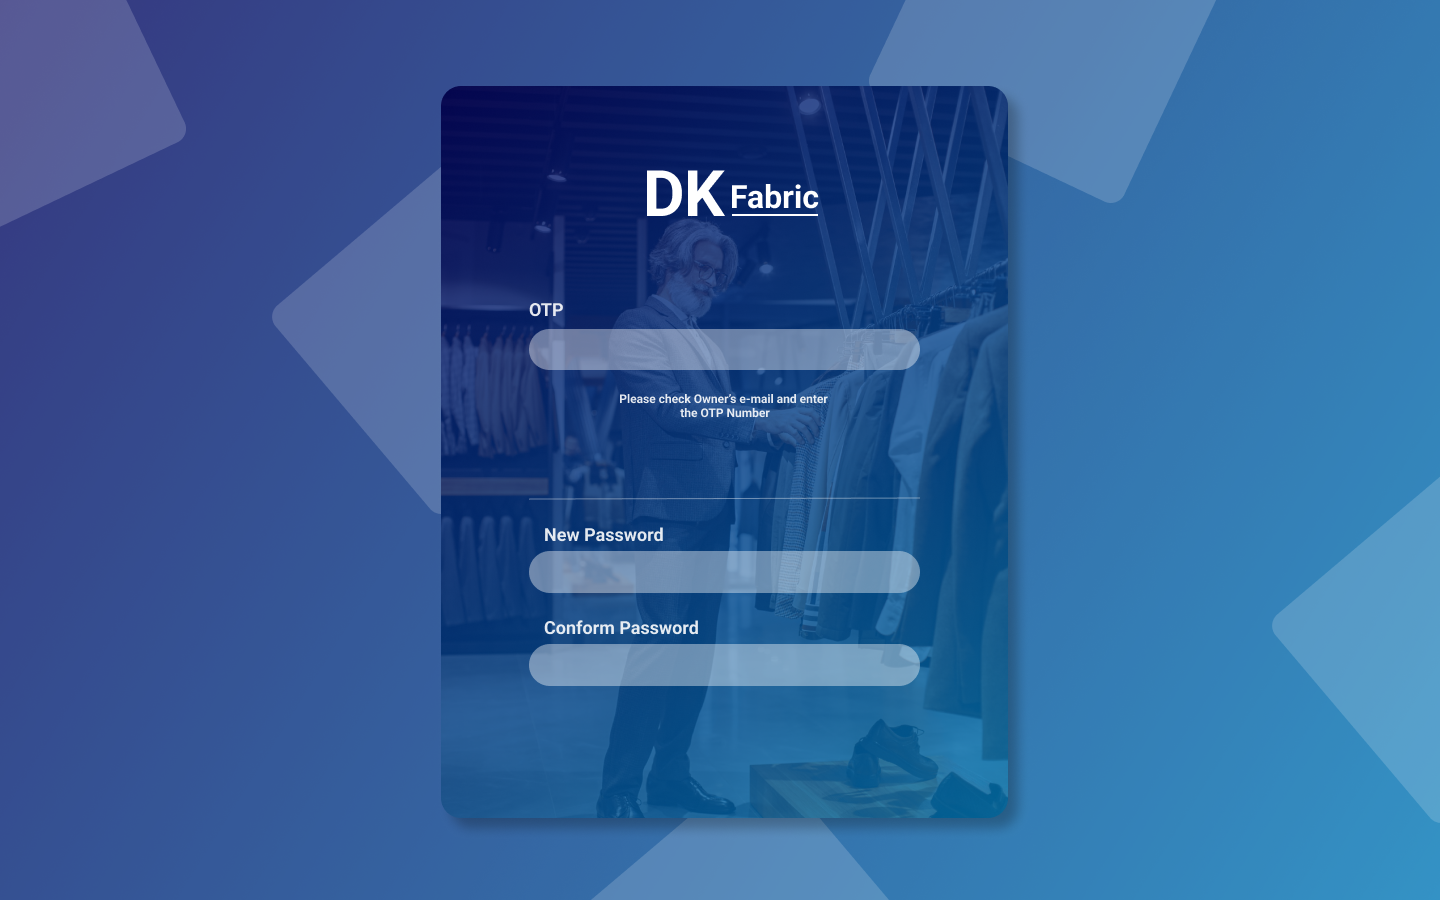 DK Fabric
OTP
Please check Owner's e-mail and enter
the OTP Number
New Password
Conform Password